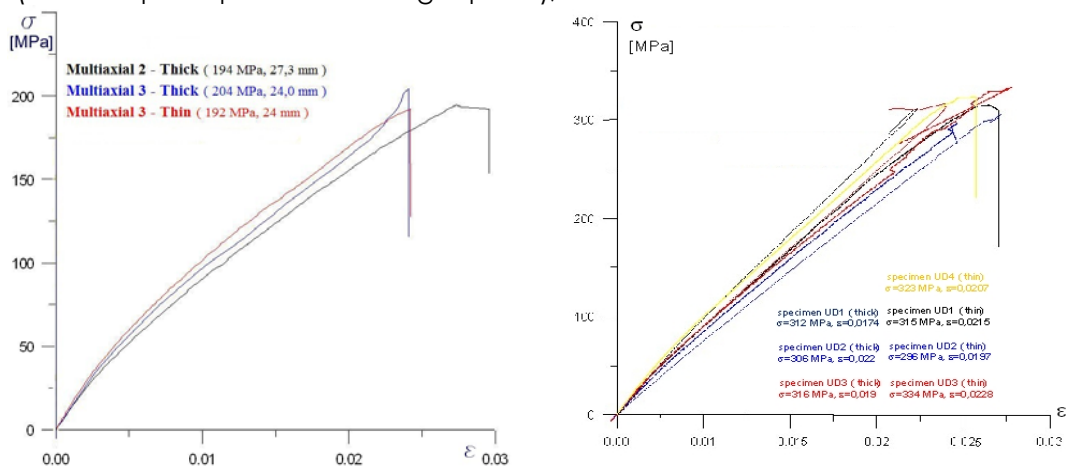 σ
[MPa]
Multiaxial 2 - Thick ( 194 MPa, 27,3 mm )
Multiaxial 3 - Thick ( 204 MPa, 24,0 mm )
Multiaxial 3 - Thin ( 192 MPa, 24 mm )
200
150
100
50
0
0.00
0.01
0.02
0.03
ε
σ
[MPa]
400
300
200
100
0
specimen UD4 ( thin)
σ=323 MPa, ε=0,0207
specimen UD1 ( thick) specimen UD1 ( thin)
σ=312 MPa, ε=0,0174 σ=315 MPa, ε=0,0215
specimen UD2 ( thick) specimen UD2 ( thin)
σ=306 MPa, ε=0,022 σ=296 MPa, ε=0,0197
specimen UD3 ( thick) specimen UD3 ( thin)
σ=316 MPa, ε=0,019 σ=334 MPa, ε=0,0228
0.00
0.01
0.015
0.02
0.025
0.03
ε